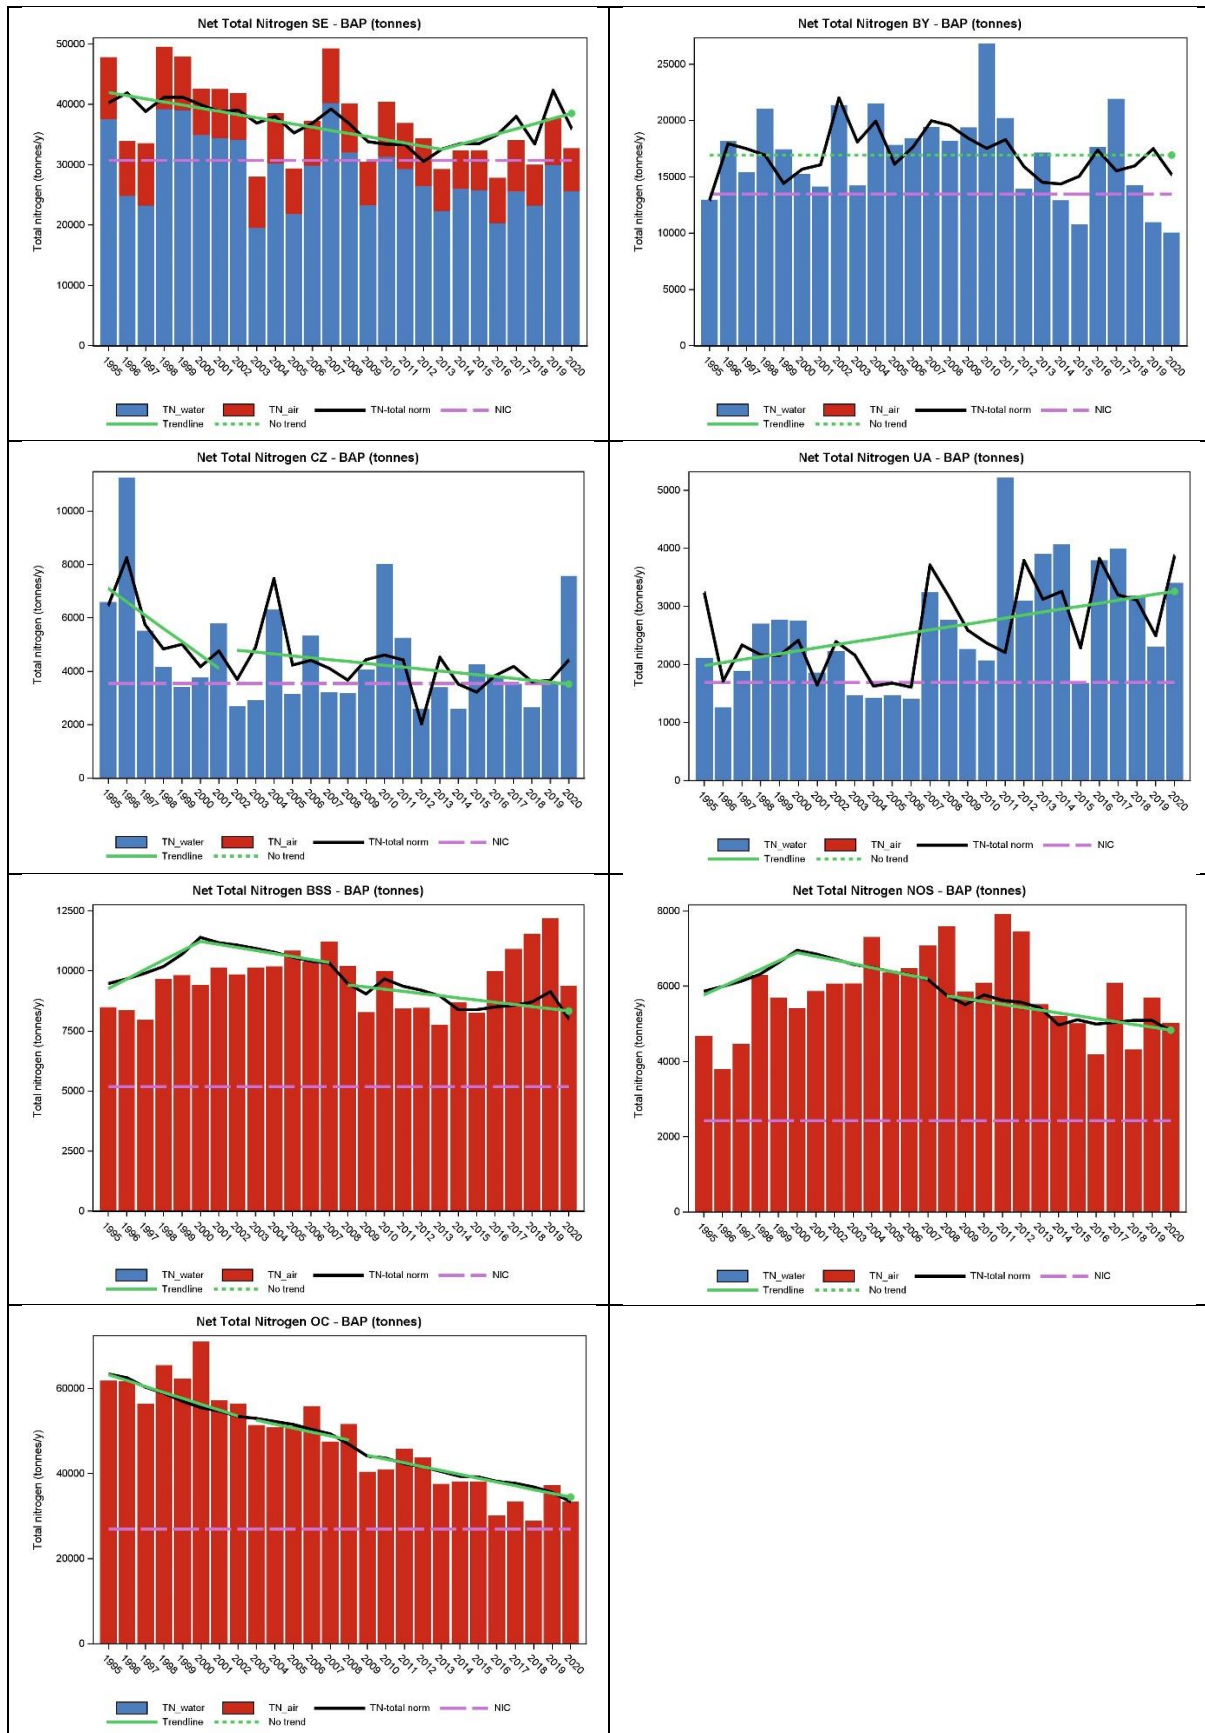 Net Total Nitrogen SE - BAP (tonnes)
Total nitrogen (tonnes/y)
50000
40000
30000
20000
10000
0
1995 1996 1997 1998 1999 2000 2001 2002 2003 2004 2005 2006 2007 2008 2009 2010 2011 2012 2013 2014 2015 2016 2017 2018 2019 2020
TN_water TN_air TN-total norm NIC
Trendline No trend
Net Total Nitrogen BY - BAP (tonnes)
Total nitrogen (tonnes/y)
25000
20000
15000
10000
5000
0
1995 1996 1997 1998 1999 2000 2001 2002 2003 2004 2005 2006 2007 2008 2009 2010 2011 2012 2013 2014 2015 2016 2017 2018 2019 2020
TN_water TN_air TN-total norm NIC
Trendline No trend
Net Total Nitrogen CZ - BAP (tonnes)
Total nitrogen (tonnes/y)
10000
8000
6000
4000
2000
0
1995 1996 1997 1998 1999 2000 2001 2002 2003 2004 2005 2006 2007 2008 2009 2010 2011 2012 2013 2014 2015 2016 2017 2018 2019 2020
TN_water TN_air TN-total norm NIC
Trendline No trend
Net Total Nitrogen UA - BAP (tonnes)
Total nitrogen (tonnes/y)
5000
4000
3000
2000
1000
0
1995 1996 1997 1998 1999 2000 2001 2002 2003 2004 2005 2006 2007 2008 2009 2010 2011 2012 2013 2014 2015 2016 2017 2018 2019 2020
TN_water TN_air TN-total norm NIC
Trendline No trend
Net Total Nitrogen BSS - BAP (tonnes)
Total nitrogen (tonnes/y)
12500
10000
7500
5000
2500
0
1995 1996 1997 1998 1999 2000 2001 2002 2003 2004 2005 2006 2007 2008 2009 2010 2011 2012 2013 2014 2015 2016 2017 2018 2019 2020
TN_water TN_air TN-total norm NIC
Trendline No trend
Net Total Nitrogen NOS - BAP (tonnes)
Total nitrogen (tonnes/y)
8000
6000
4000
2000
0
1995 1996 1997 1998 1999 2000 2001 2002 2003 2004 2005 2006 2007 2008 2009 2010 2011 2012 2013 2014 2015 2016 2017 2018 2019 2020
TN_water TN_air TN-total norm NIC
Trendline No trend
Net Total Nitrogen OC - BAP (tonnes)
Total nitrogen (tonnes/y)
60000
40000
20000
0
1995 1996 1997 1998 1999 2000 2001 2002 2003 2004 2005 2006 2007 2008 2009 2010 2011 2012 2013 2014 2015 2016 2017 2018 2019 2020
TN_water TN_air TN-total norm NIC
Trendline No trend